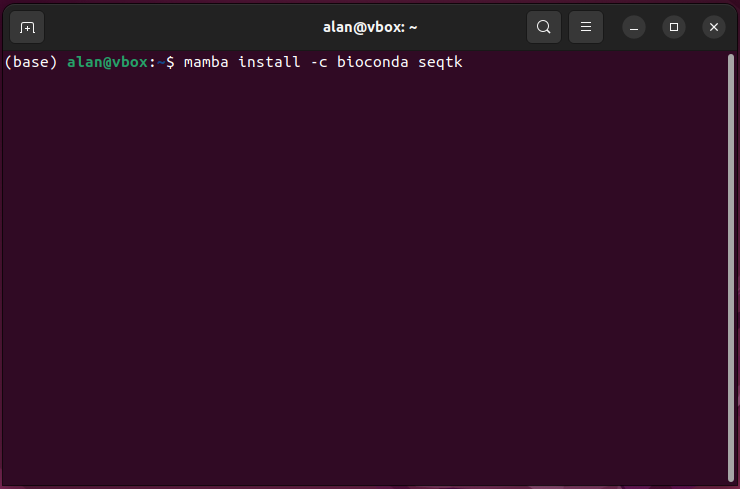 alan@vbox: ~
(base) alan@vbox:~$ mamba install -c bioconda seqtk